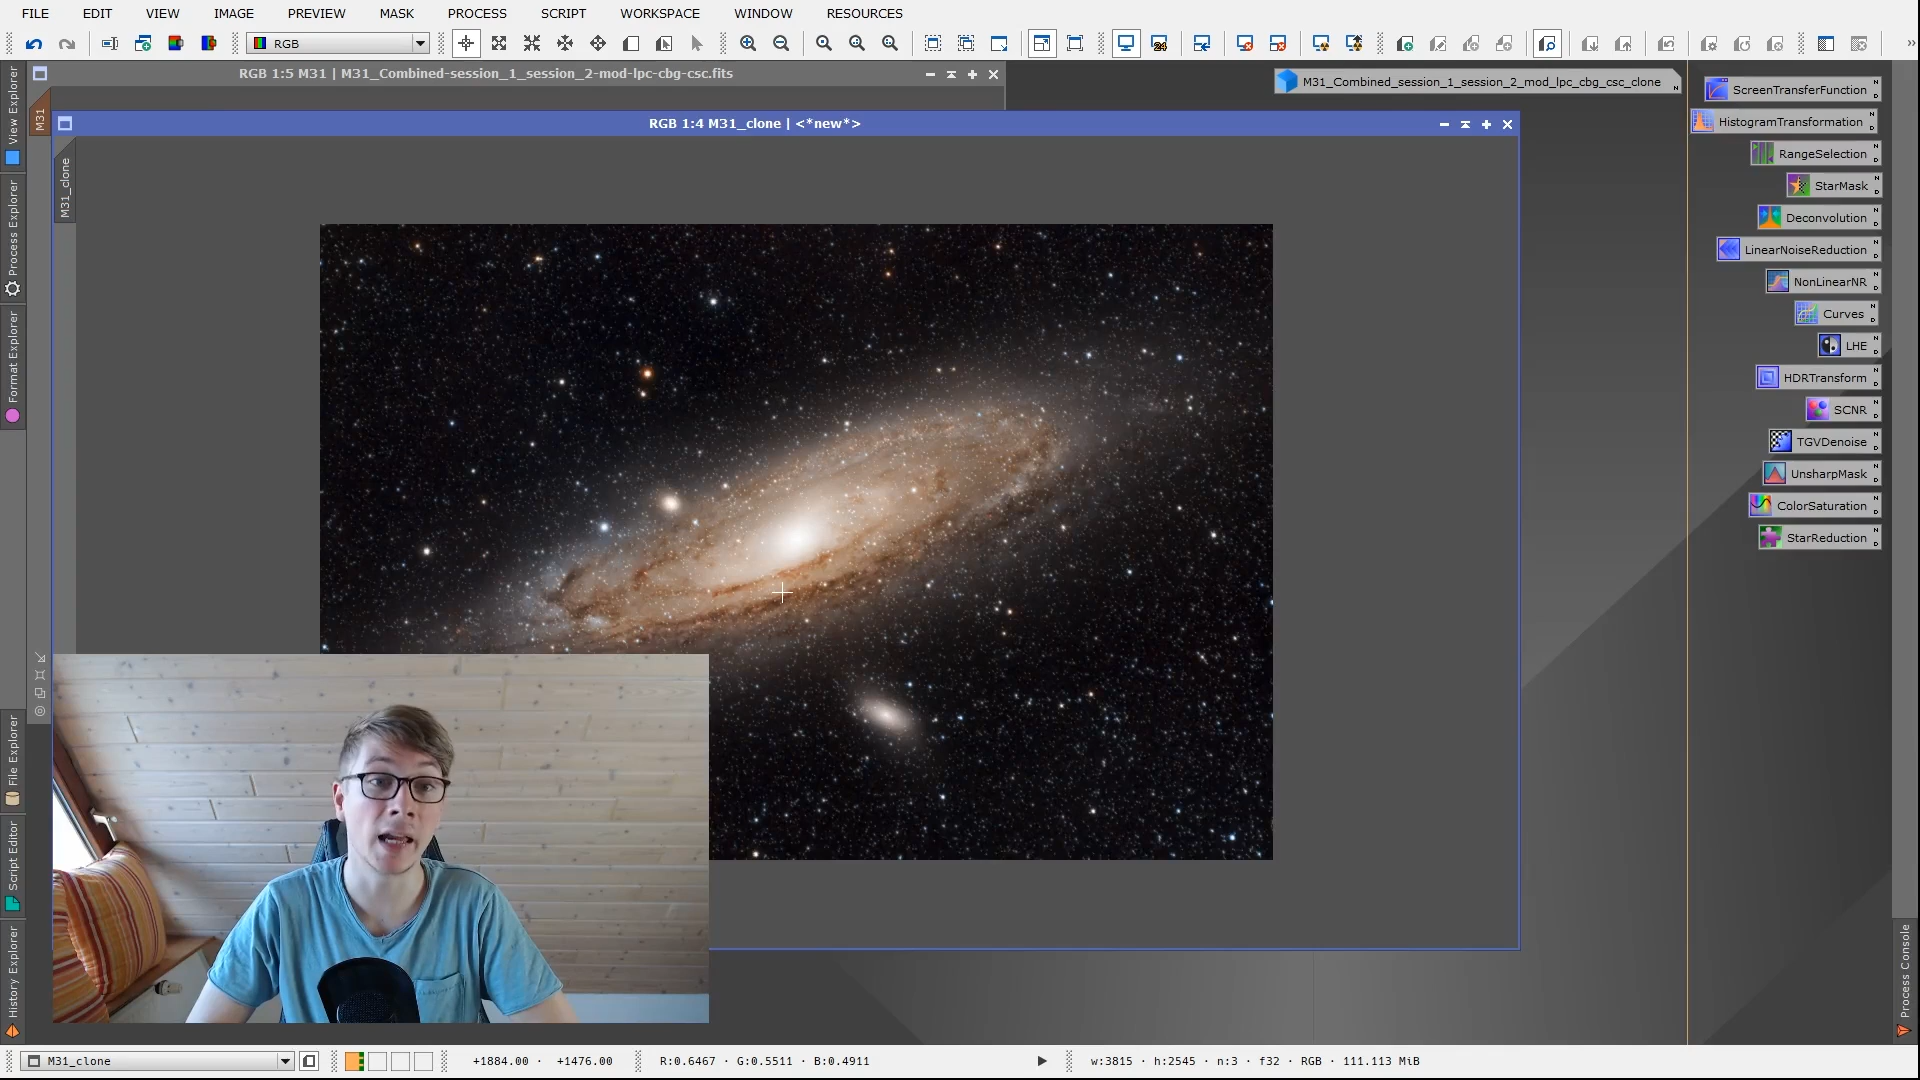 FILE EDIT VIEW IMAGE PREVIEW MASK PROCESS SCRIPT WORKSPACE WINDOW RESOURCES
RGB
24
»
RGB 1:5 M31 | M31_Combined-session_1_session_2-mod-lpc-cbg-csc.fits
M31_Combined_session_1_session_2_mod_lpc_cbg_csc_clone
RGB 1:4 M31_clone | <*new*>
M31
M31_clone
View Explorer
Process Explorer
Format Explorer
File Explorer
Script Editor
History Explorer
ScreenTransferFunction
HistogramTransformation
RangeSelection
StarMask
Deconvolution
LinearNoiseReduction
NonLinearNR
Curves
LHE
HDRTransform
SCNR
TGVDenoise
UnsharpMask
ColorSaturation
StarReduction
Process Console
M31_clone
+1884.00 · +1476.00
R:0.6467 · G:0.5511 · B:0.4911
w:3815 · h:2545 · n:3 · f32 · RGB · 111.113 MiB